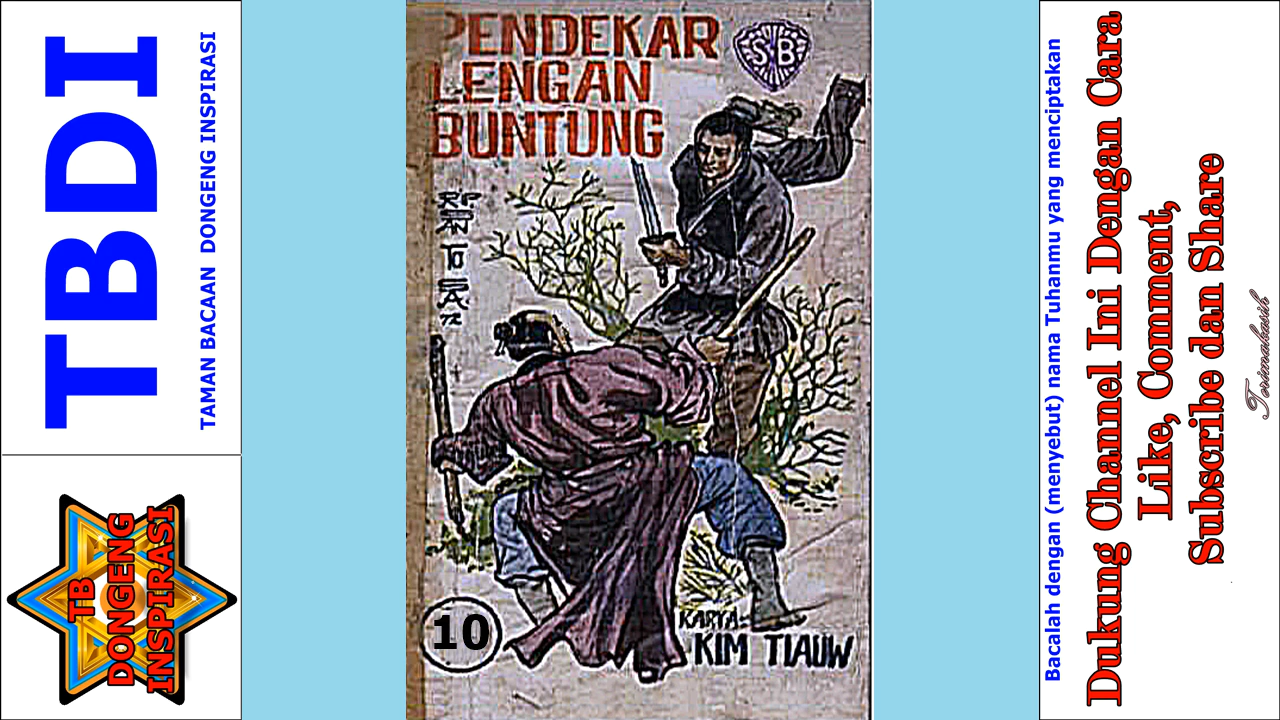 TBDI
TAMAN BACAAN DONGENG INSPIRASI
TB
DONGENG
INSPIRASI
PENDEKAR
LENGAN
BUNTUNG
SB
10
KARYA
KIM TIAUW
Bacalah dengan (menyebut) nama Tuhanmu yang menciptakan
Dukung Channel Ini Dengan Cara
Like, Comment,
Subscribe dan Share
Terimakasih